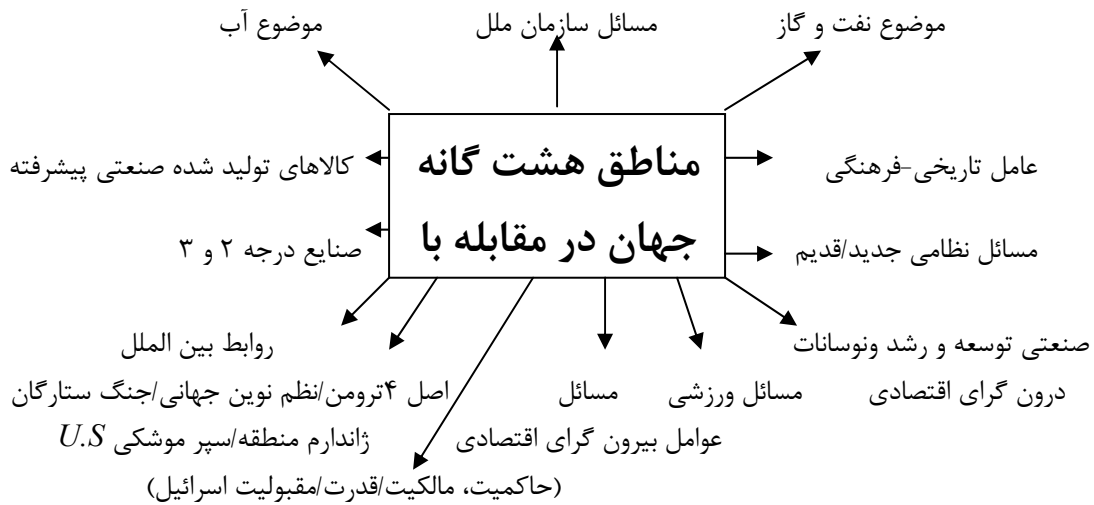 موضوع نفت و گاز مسائل سازمان ملل موضوع آب
مناطق هشت گانه
عامل تاریخی-فرهنگی کالاهای تولید شده صنعتی پیشرفته
جهان در مقابله با
مسائل نظامی جدید/قدیم صنایع درجه ۲ و ۳
صنعتی توسعه و رشد ونوسانات روابط بین الملل
درون گرای اقتصادی مسائل ورزشی مسائل اصل ۴ترومن/نظم نوین جهانی/جنگ ستارگان
عوامل بیرون گرای اقتصادی ژاندارم منطقه/سپر موشکی U.S
(حاکمیت، مالکیت/قدرت/مقبولیت اسرائیل)